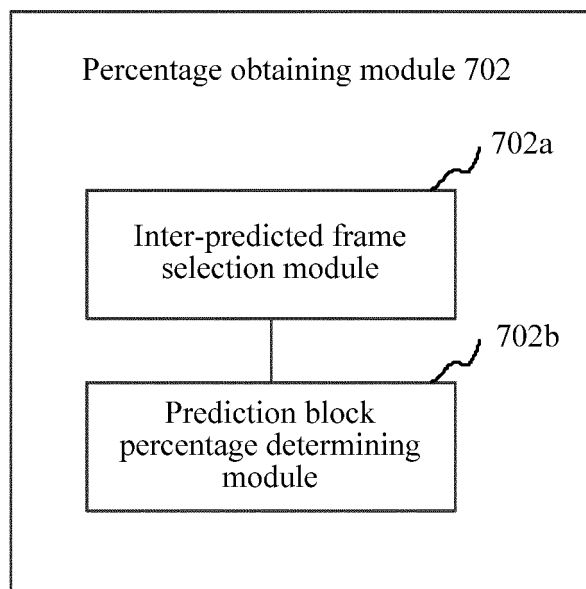 Percentage obtaining module 702
702a
Inter-predicted frame
selection module
702b
Prediction block
percentage determining
module